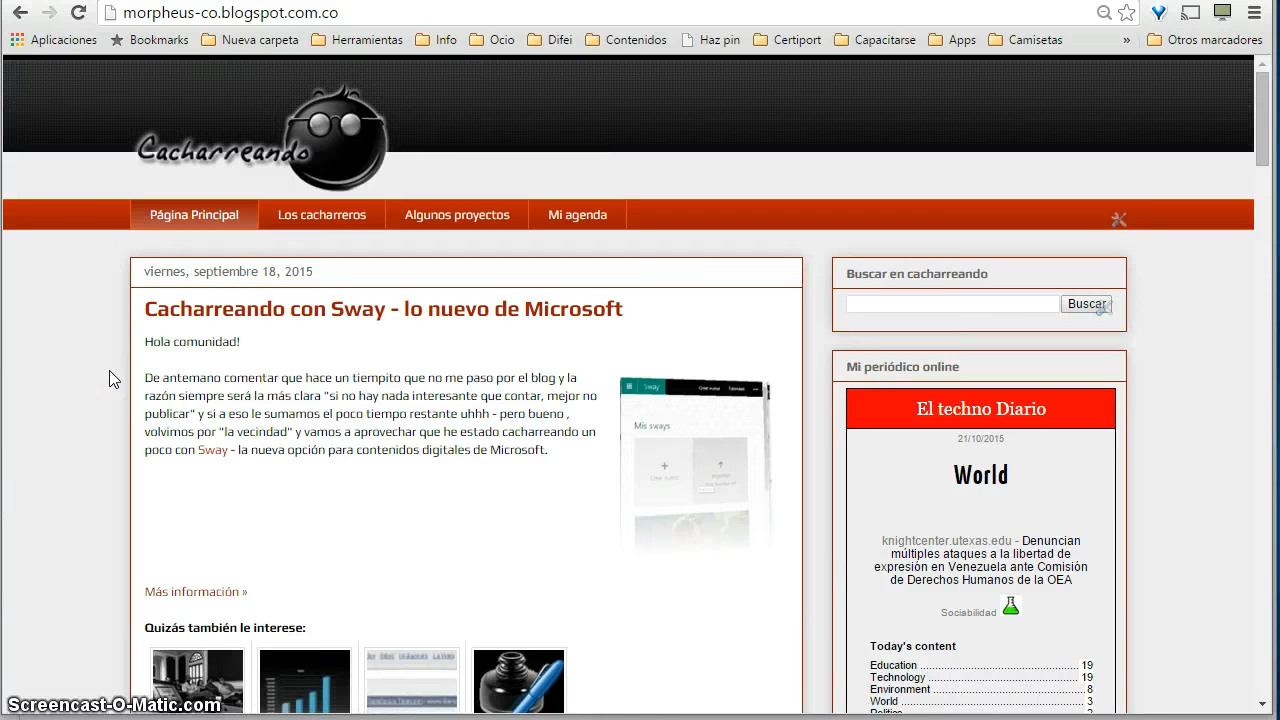 morpheus-co.blogspot.com.co
Aplicaciones Bookmarks Nueva carpeta Herramientas Info Ocio Difei Contenidos Haz pin Certiport Capacitarse Apps Camisetas » Otros marcadores
Cacharreando
Página Principal Los cacharreros Algunos proyectos Mi agenda
viernes, septiembre 18, 2015
Cacharreando con Sway - lo nuevo de Microsoft
Hola comunidad!
De antemano comentar que hace un tiempito que no me paso por el blog y la
razón siempre será la más clara "si no hay nada interesante que contar, mejor no
publicar" y si a eso le sumamos el poco tiempo restante uhhh - pero bueno ,
volvimos por "la vecindad" y vamos a aprovechar que he estado cacharreando un
poco con Sway - la nueva opción para contenidos digitales de Microsoft.
Sway
Mis sways
Más información »
Quizás también le interese:
Buscar en cacharreando
Buscar
Mi periódico online
El techno Diario
21/10/2015
World
knightcenter.utexas.edu - Denuncian
múltiples ataques a la libertad de
expresión en Venezuela ante Comisión
de Derechos Humanos de la OEA
Sociabilidad
Today's content
Education 19
Technology 19
Environment 9
World 3
Screencast-O-Matic.com